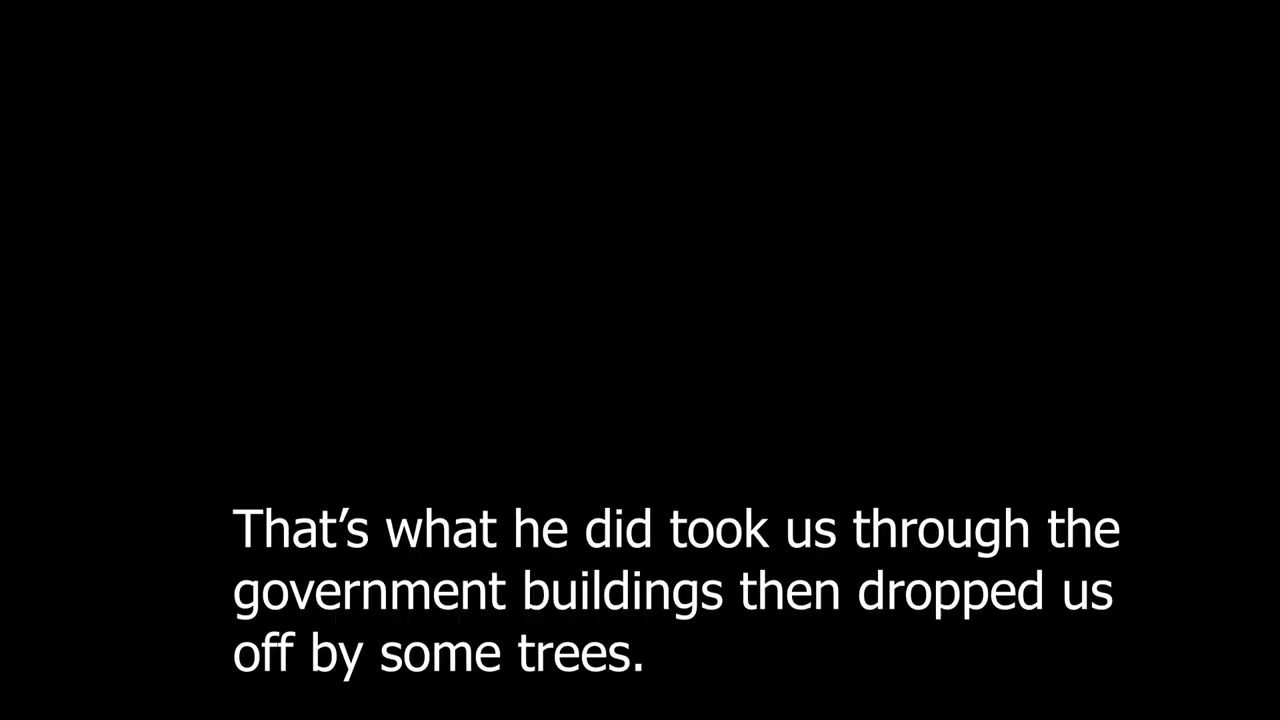 That’s what he did took us through the
government buildings then dropped us
off by some trees.